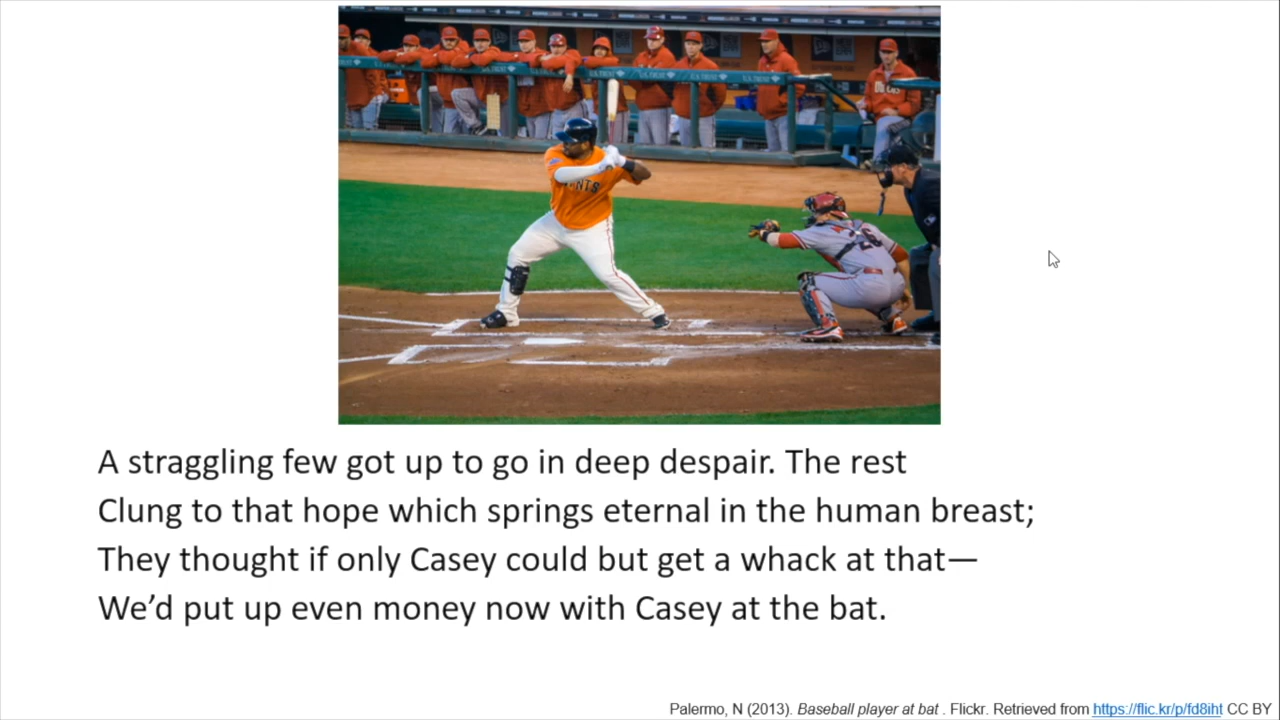 A straggling few got up to go in deep despair. The rest
Clung to that hope which springs eternal in the human breast;
They thought if only Casey could but get a whack at that—
We’d put up even money now with Casey at the bat.
Palermo, N (2013). Baseball player at bat . Flickr. Retrieved from https://flic.kr/p/fd8iht CC BY